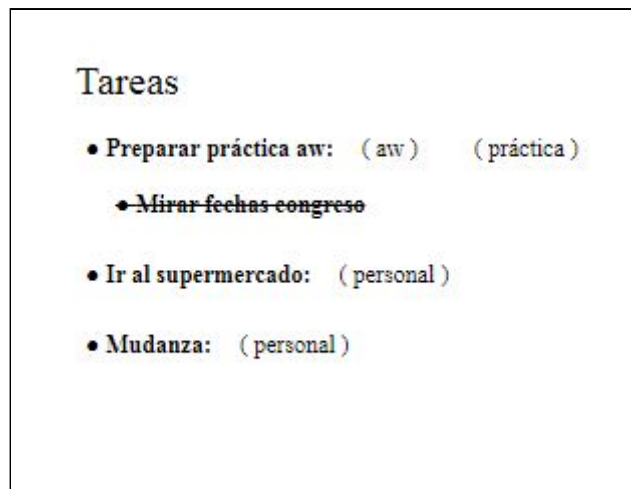 Tareas
● Preparar práctica aw: ( aw ) ( práctica )
● Mirar fechas congreso
● Ir al supermercado: ( personal )
● Mudanza: ( personal )